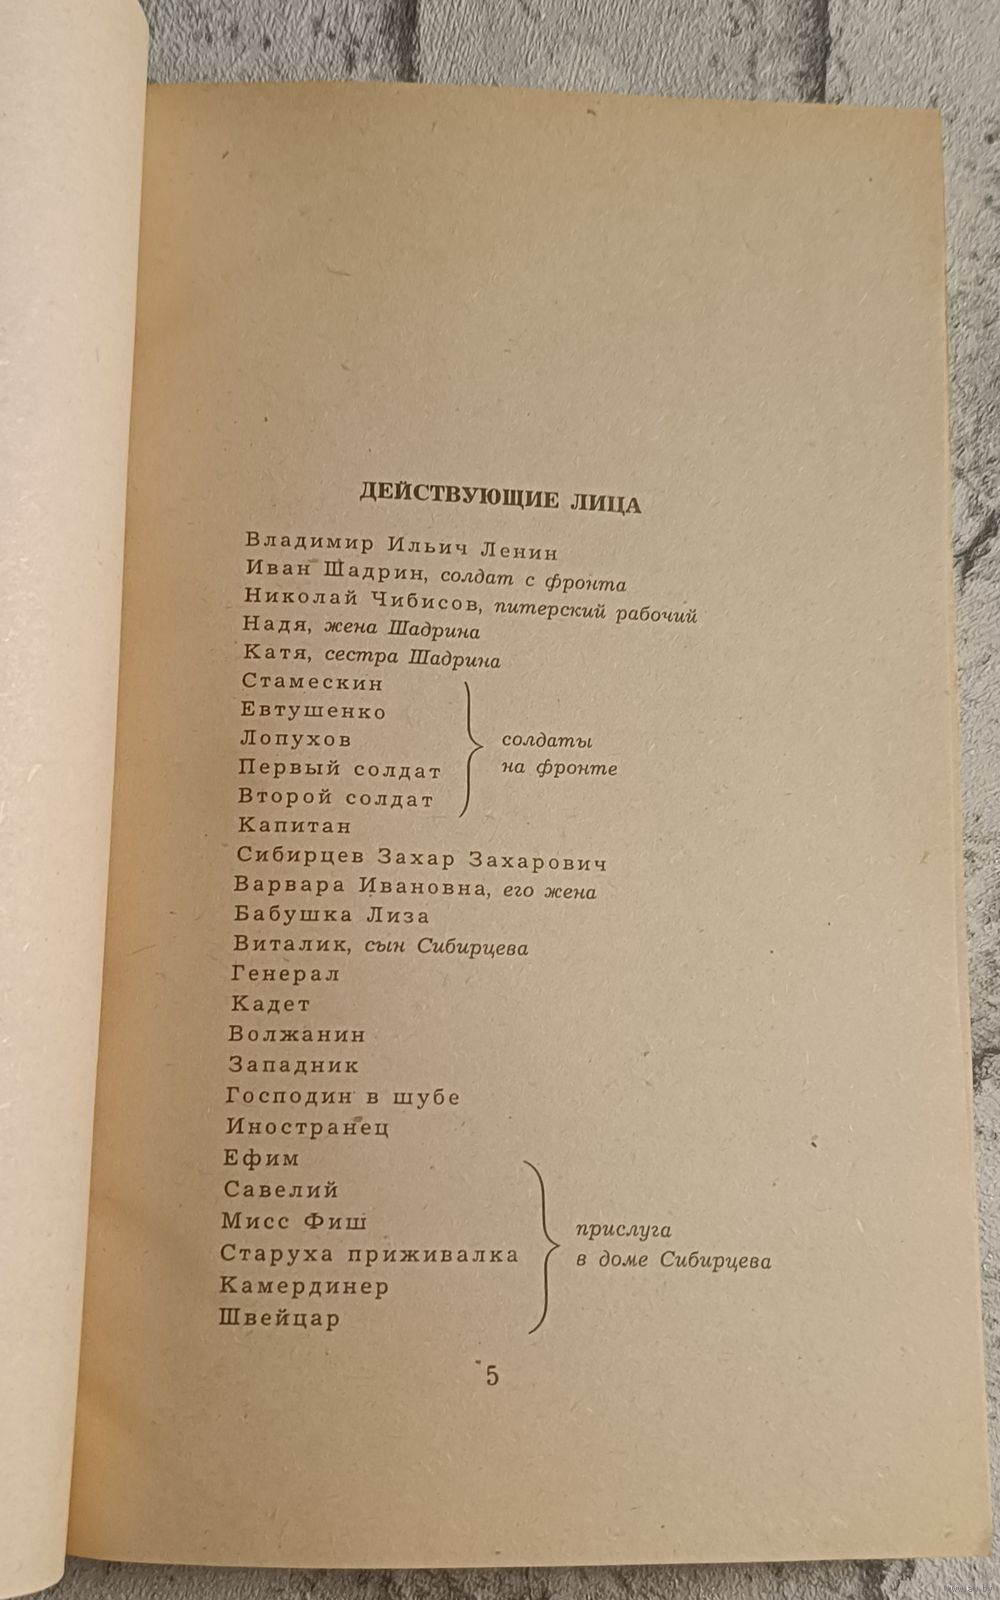 ДЕЙСТВУЮЩИЕ ЛИЦА
Владимир Ильич Ленин
Иван Шадрин, солдат с фронта
Николай Чибисов, питерский рабочий
Надя, жена Шадрина
Катя, сестра Шадрина
Стамескин
Евтушенко
Лопухов
Первый солдат
Второй солдат
солдаты
на фронте
Капитан
Сибирцев Захар Захарович
Варвара Ивановна, его жена
Бабушка Лиза
Виталик, сын Сибирцева
Генерал
Кадет
Волжанин
Западник
Господин в шубе
Иностранец
Ефим
Савелий
Мисс Фиш
Старуха приживалка
Камердинер
Швейцар
прислуга
в доме Сибирцева
5